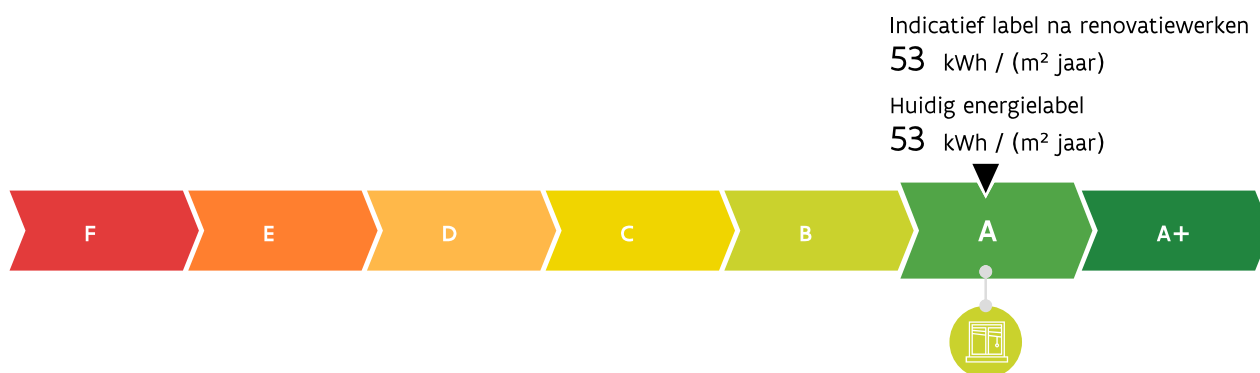 Indicatief label na renovatiewerken
53 kWh / (m² jaar)
Huidig energielabel
53 kWh / (m² jaar)
F E D C B A A+